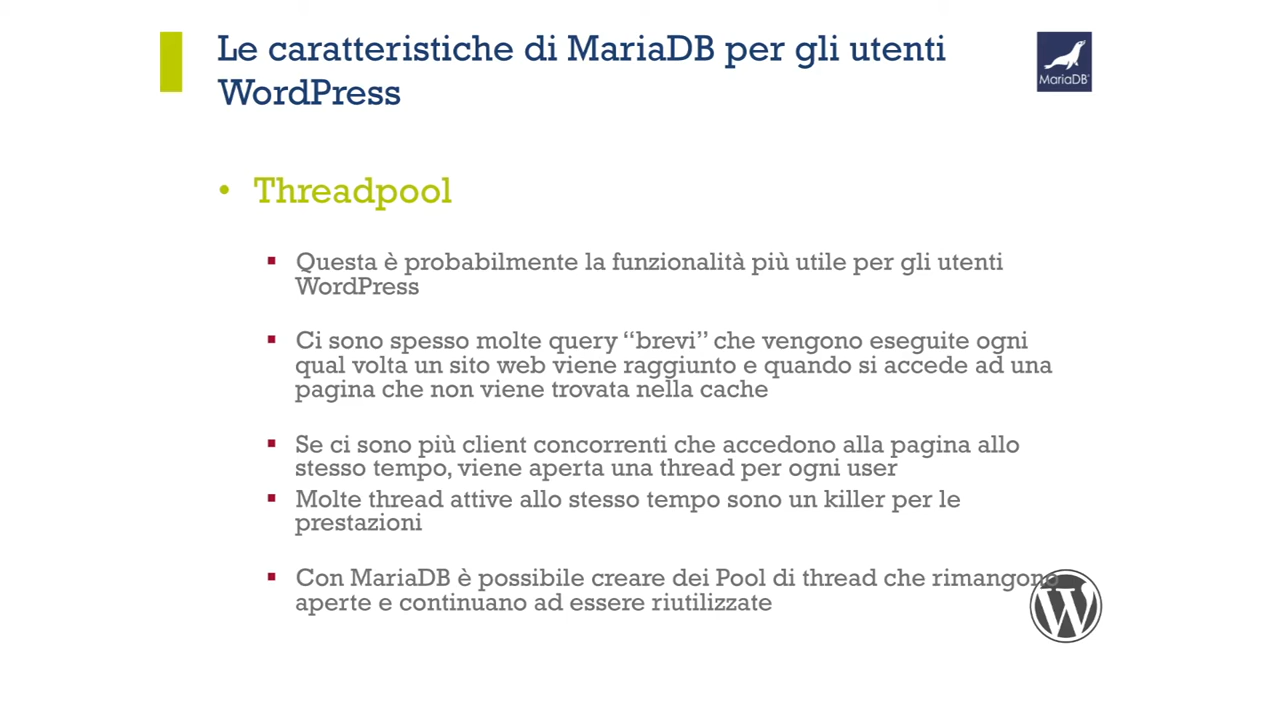 Le caratteristiche di MariaDB per gli utenti
WordPress
MariaDB
• Threadpool
▪ Questa è probabilmente la funzionalità più utile per gli utenti
WordPress
▪ Ci sono spesso molte query “brevi” che vengono eseguite ogni
qual volta un sito web viene raggiunto e quando si accede ad una
pagina che non viene trovata nella cache
▪ Se ci sono più client concorrenti che accedono alla pagina allo
stesso tempo, viene aperta una thread per ogni user
▪ Molte thread attive allo stesso tempo sono un killer per le
prestazioni
▪ Con MariaDB è possibile creare dei Pool di thread che rimangono
aperte e continuano ad essere riutilizzate
W